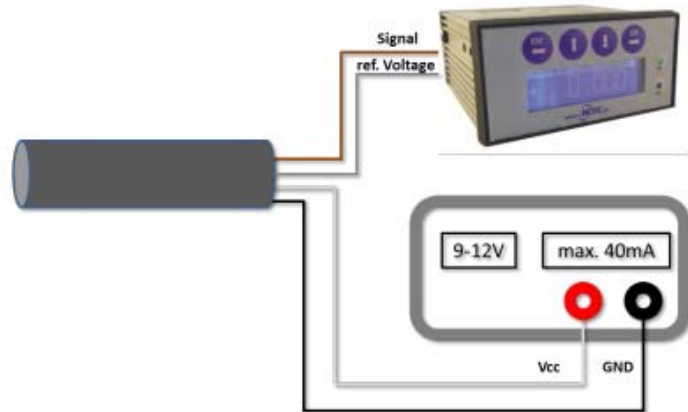 Signal
ref. Voltage
9-12V
max. 40mA
Vcc
GND